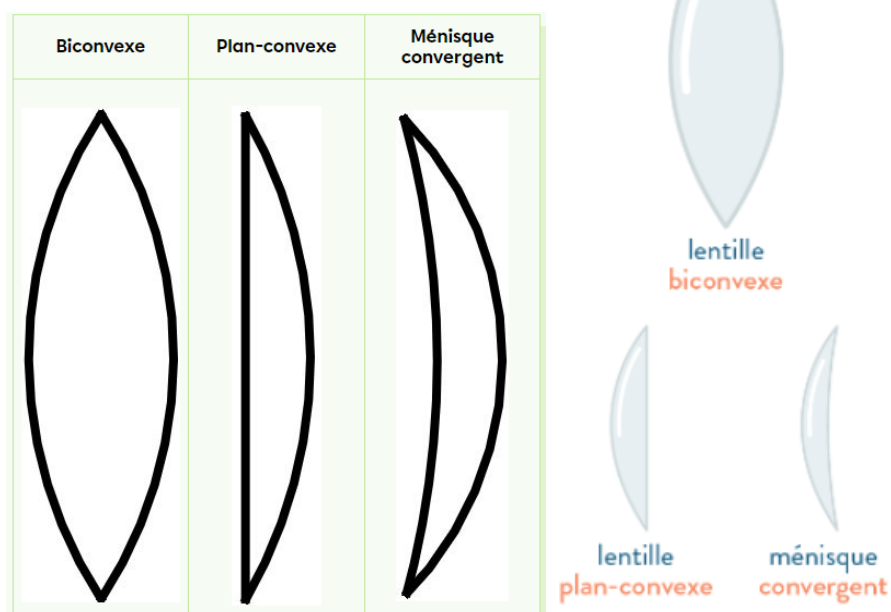 Biconvexe
Plan-convexe
Ménisque
convergent
lentille
biconvexe
lentille
plan-convexe
ménisque
convergent